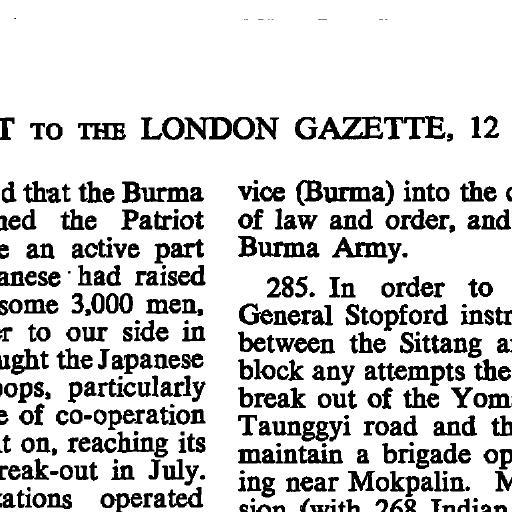 T TO THE LONDON GAZETTE, 12
d that the Burma
ned the Patriot
e an active part
anese had raised
some 3,000 men,
er to our side in
ught the Japanese
oops, particularly
e of co-operation
t on, reaching its
reak-out in July.
tations operated
vice (Burma) into the
of law and order, and
Burma Army.
285. In order to
General Stopford instr
between the Sittang a
block any attempts the
break out of the Yom
Taunggyi road and th
maintain a brigade op
ing near Mokpalin. M
sion (with 268 Indian